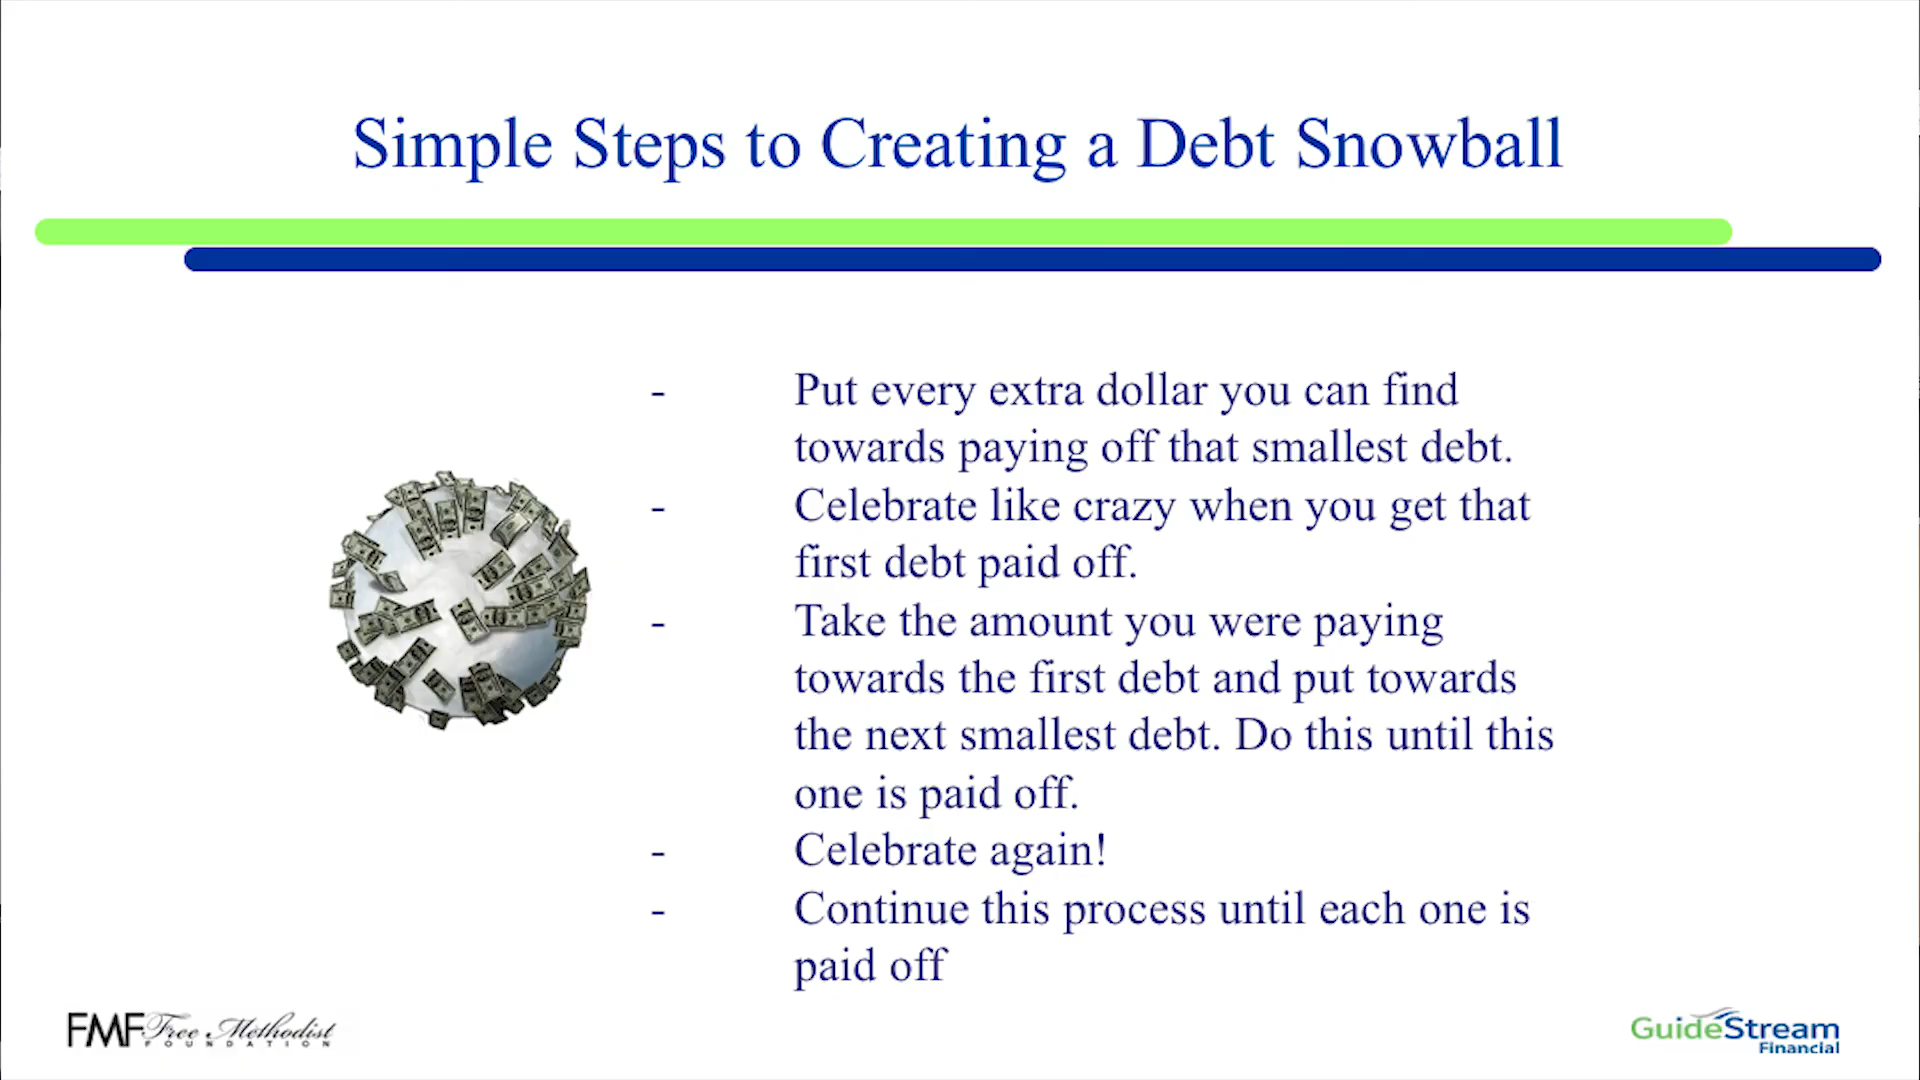 Simple Steps to Creating a Debt Snowball
- Put every extra dollar you can find
towards paying off that smallest debt.
- Celebrate like crazy when you get that
first debt paid off.
- Take the amount you were paying
towards the first debt and put towards
the next smallest debt. Do this until this
one is paid off.
- Celebrate again!
- Continue this process until each one is
paid off
FMF Free Methodist
FOUNDATION
GuideStream
Financial